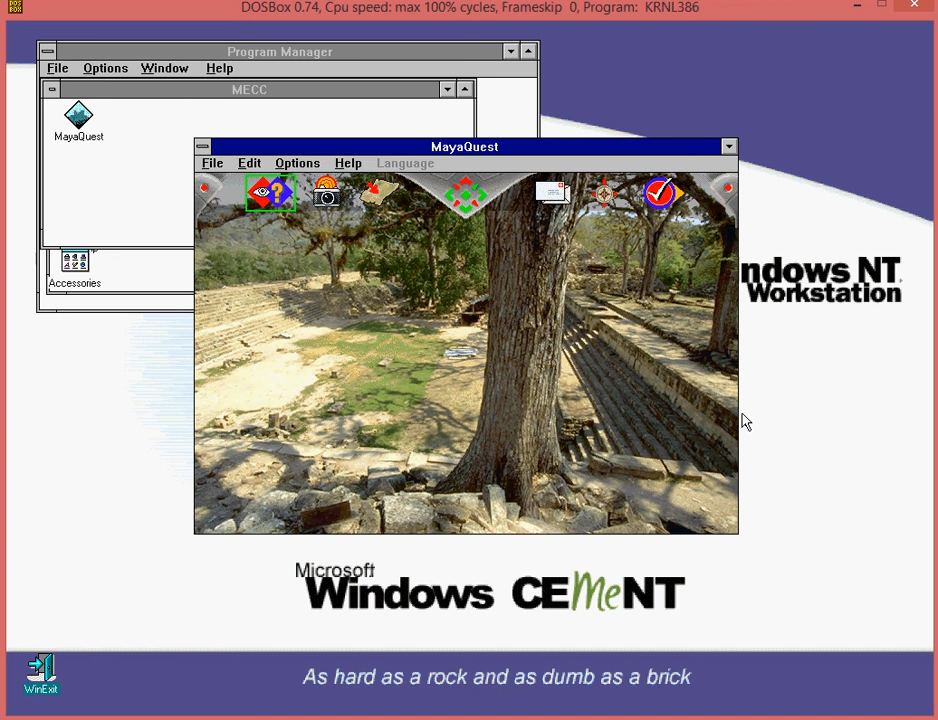 DOSBox 0.74, Cpu speed: max 100% cycles, Frameskip 0, Program: KRNL386
Program Manager
File Options Window Help
MECC
MayaQuest
MayaQuest
File Edit Options Help Language
Accessories
ndows NT
Workstation
Microsoft
Windows CEMeNT
WinExit
As hard as a rock and as dumb as a brick